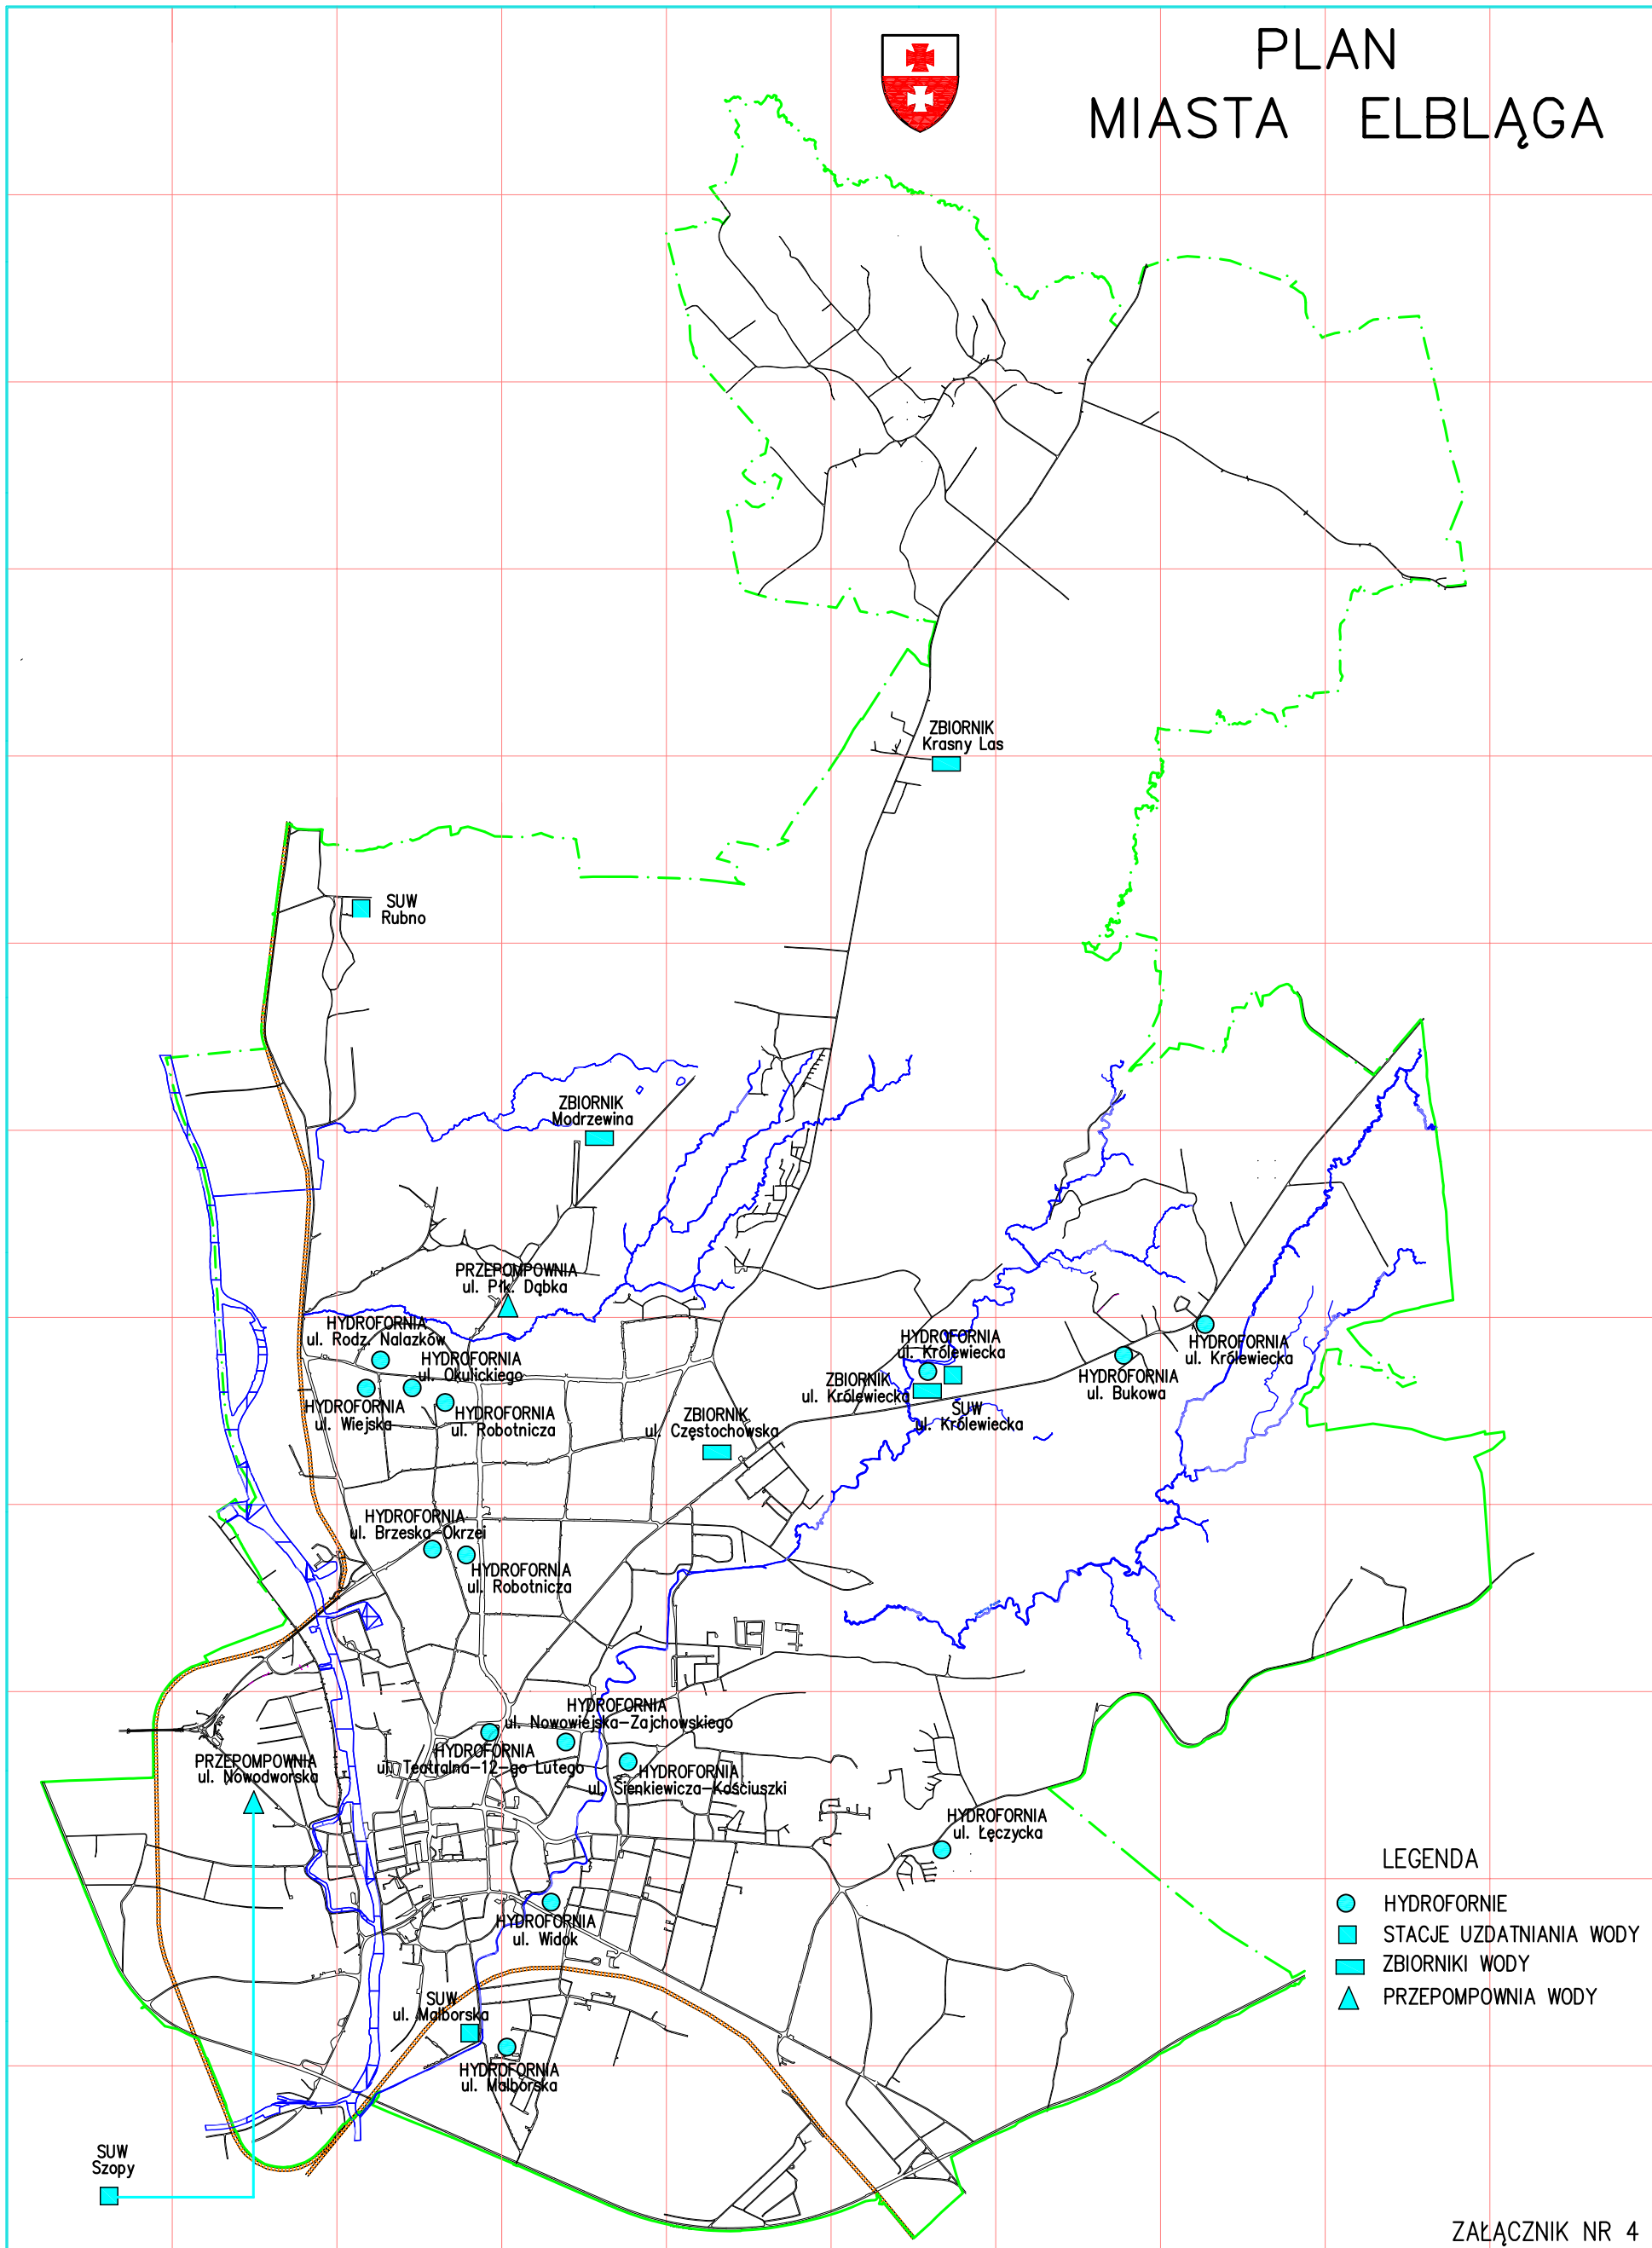 PLAN
MIASTA ELBLĄGA
ZBIORNIK
Krasny Las
SUW
Rubno
ZBIORNIK
Modrzewina
PRZEPOMPOWNIA
ul. Płk. Dąbka
HYDROFORNIA
ul. Rodz. Nalazków
HYDROFORNIA
ul. Okulickiego
HYDROFORNIA
ul. Wiejska
HYDROFORNIA
ul. Robotnicza
ZBIORNIK
ul. Częstochowska
HYDROFORNIA
ul. Królewiecka
ZBIORNIK
ul. Królewiecka
SUW
ul. Królewiecka
HYDROFORNIA
ul. Królewiecka
HYDROFORNIA
ul. Bukowa
HYDROFORNIA
ul. Brzeska-Okrzei
HYDROFORNIA
ul. Robotnicza
HYDROFORNIA
ul. Nowowiejska-Zajchowskiego
HYDROFORNIA
ul. Teatralna-12-go Lutego
HYDROFORNIA
ul. Sienkiewicza-Kościuszki
PRZEPOMPOWNIA
ul. Nowodworska
HYDROFORNIA
ul. Łęczycka
HYDROFORNIA
ul. Widok
SUW
ul. Malborska
HYDROFORNIA
ul. Malborska
SUW
Szopy
LEGENDA
HYDROFORNIE
STACJE UZDATNIANIA WODY
ZBIORNIKI WODY
PRZEPOMPOWNIA WODY
ZAŁĄCZNIK NR 4